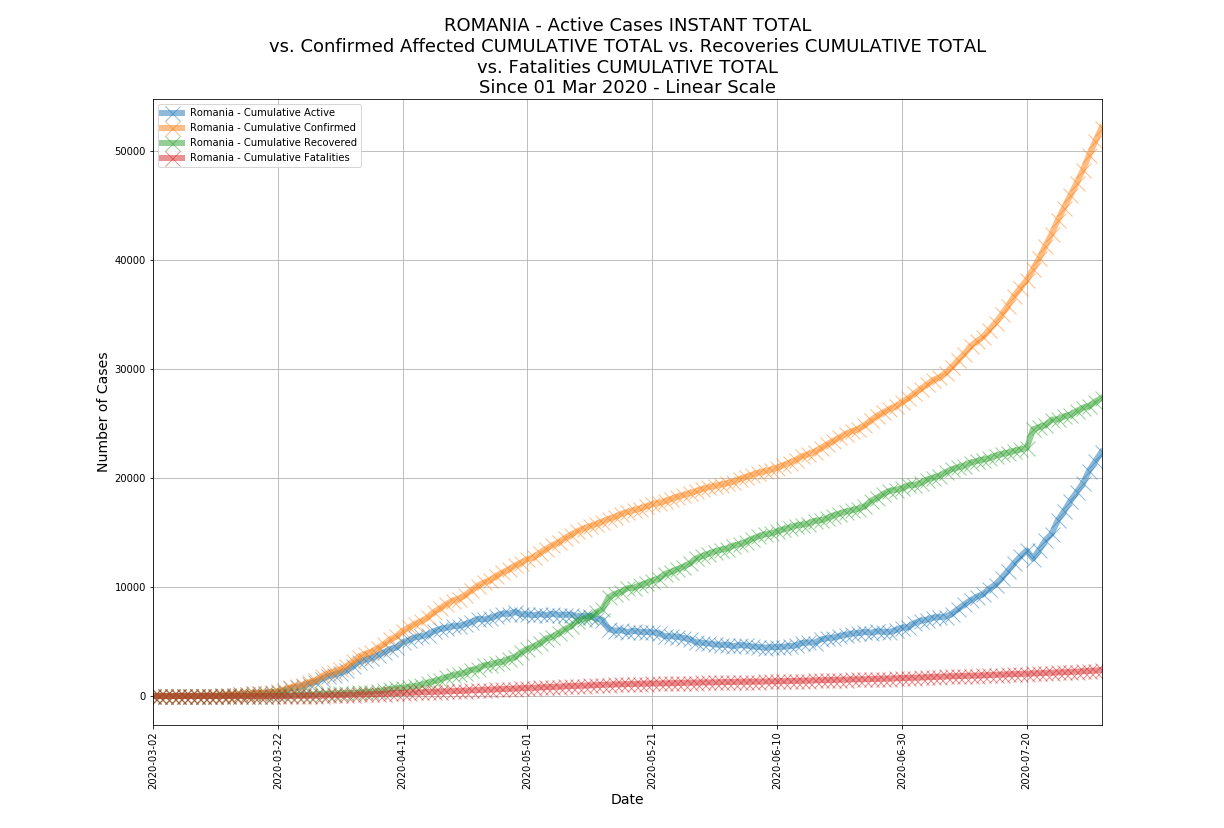 ROMANIA - Active Cases INSTANT TOTAL
vs. Confirmed Affected CUMULATIVE TOTAL vs. Recoveries CUMULATIVE TOTAL
vs. Fatalities CUMULATIVE TOTAL
Since 01 Mar 2020 - Linear Scale
Romania - Cumulative Active
Romania - Cumulative Confirmed
Romania - Cumulative Recovered
Romania - Cumulative Fatalities
Number of Cases
50000
40000
30000
20000
10000
0
2020-03-02
2020-03-22
2020-04-11
2020-05-01
2020-05-21
2020-06-10
2020-06-30
2020-07-20
Date